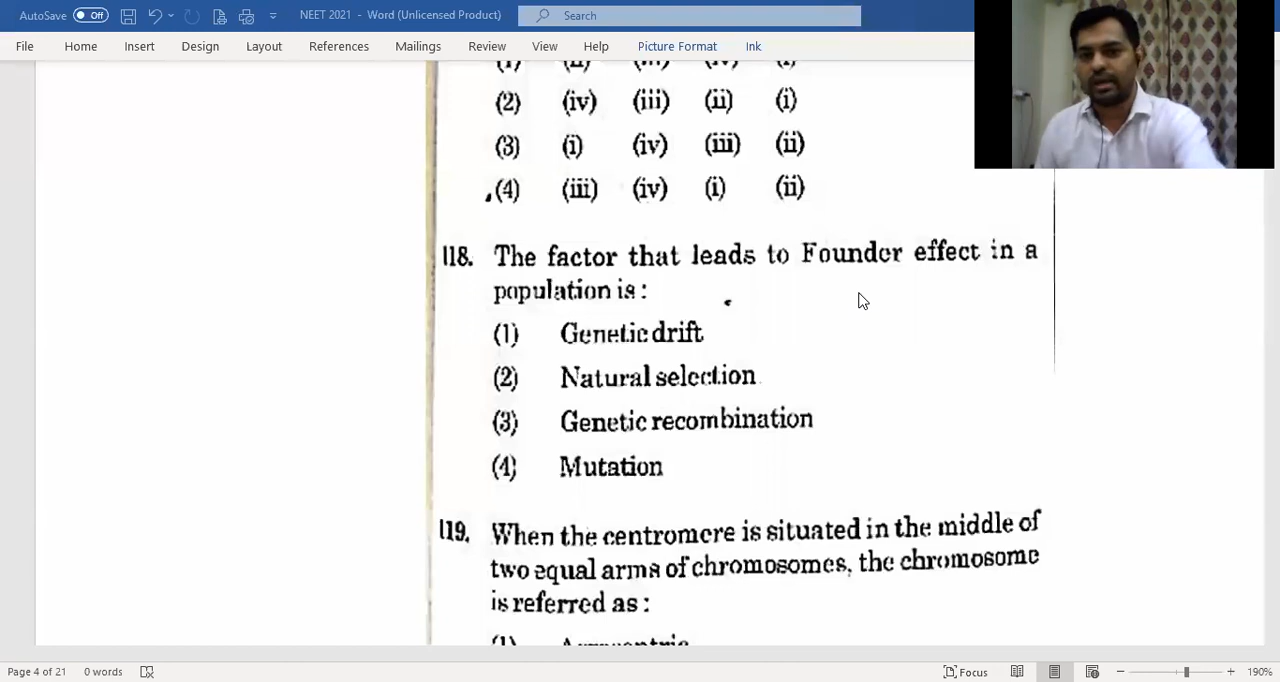 AutoSave Off NEET 2021 - Word (Unlicensed Product) Search
File Home Insert Design Layout References Mailings Review View Help Picture Format Ink
(2) (iv) (iii) (ii) (i)
(3) (i) (iv) (iii) (ii)
(4) (iii) (iv) (i) (ii)
118. The factor that leads to Founder effect in a
population is :
(1) Genetic drift
(2) Natural selection
(3) Genetic recombination
(4) Mutation
119. When the centromere is situated in the middle of
two equal arms of chromosomes, the chromosome
is referred as :
Page 4 of 21 0 words Focus 190%